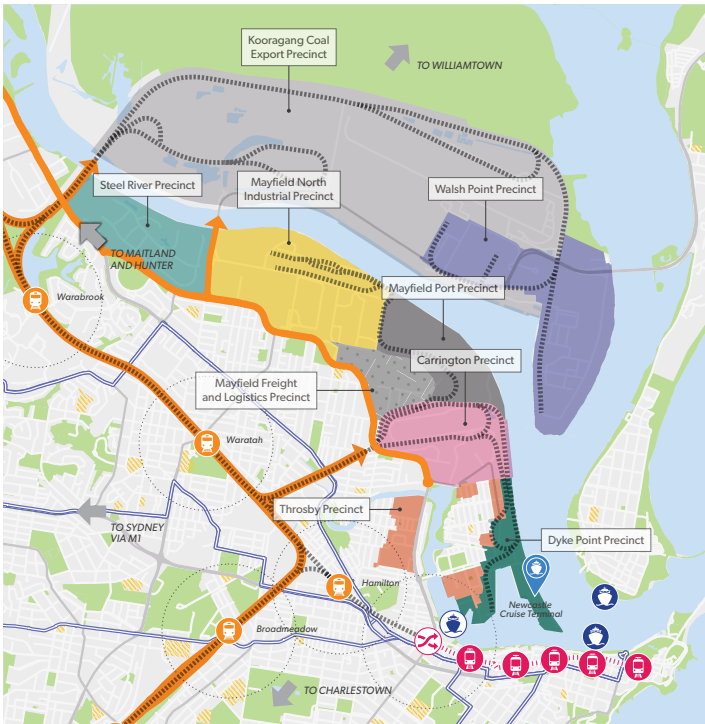 Kooragang Coal
Export Precinct
TO WILLIAMTOWN
Steel River Precinct
Mayfield North
Industrial Precinct
Walsh Point Precinct
TO MAITLAND
AND HUNTER
Mayfield Port Precinct
Warabrook
Carrington Precinct
Mayfield Freight
and Logistics Precinct
Waratah
Throsby Precinct
TO SYDNEY
VIA M1
Dyke Point Precinct
Hamilton
Newcastle
Cruise Terminal
Broadmeadow
TO CHARLESTOWN